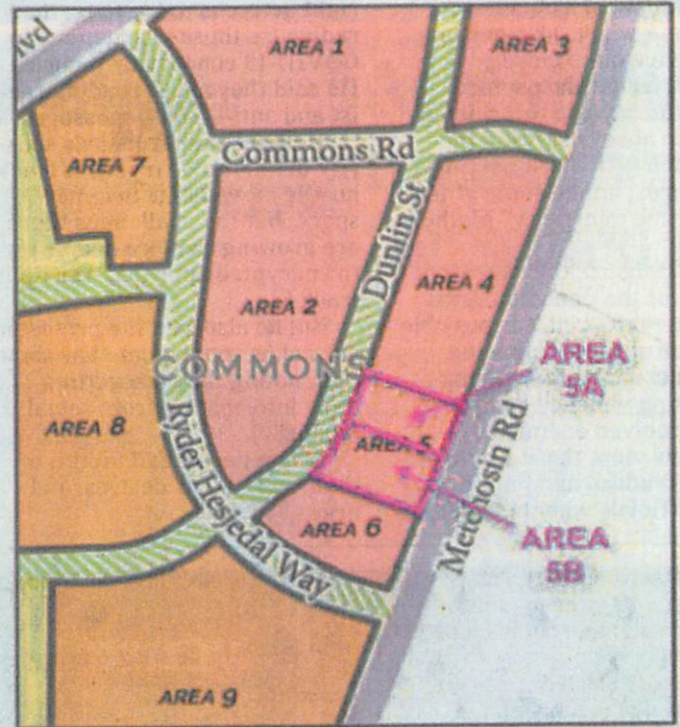 lvd
AREA 1
AREA 3
AREA 7
Commons Rd
Dunlin St
AREA 4
AREA 2
COMMONS
AREA
5A
AREA 8
AREA 5
Ryder Hesjedal Way
Metchosin Rd
AREA 6
AREA
5B
AREA 9